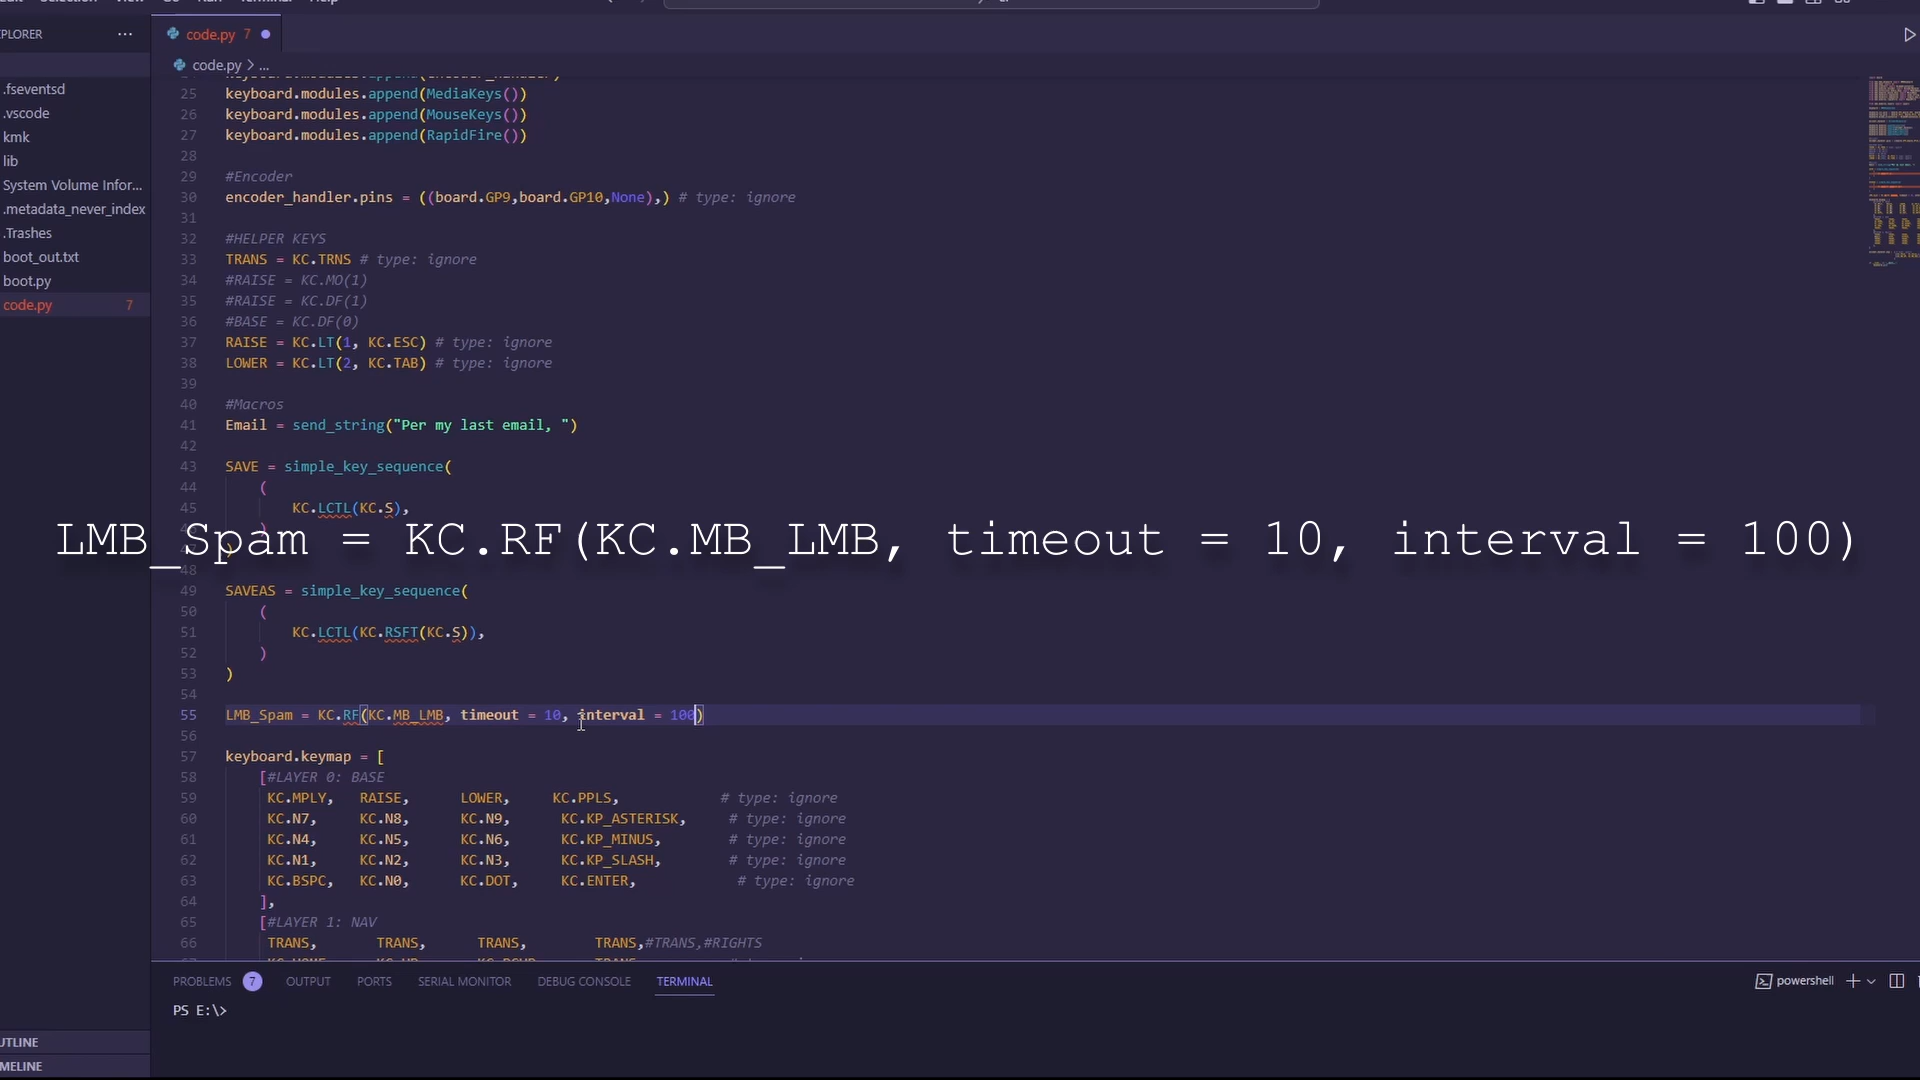 Selection
Terminal
PLORER
code.py 7
code.py > ...
.fseventsd
.vscode
kmk
lib
System Volume Infor...
.metadata_never_index
.Trashes
boot_out.txt
boot.py
code.py 7
25 keyboard.modules.append(MediaKeys())
26 keyboard.modules.append(MouseKeys())
27 keyboard.modules.append(RapidFire())
28
29 #Encoder
30 encoder_handler.pins = ((board.GP9,board.GP10,None),) # type: ignore
31
32 #HELPER KEYS
33 TRANS = KC.TRNS # type: ignore
34 #RAISE = KC.MO(1)
35 #RAISE = KC.DF(1)
36 #BASE = KC.DF(0)
37 RAISE = KC.LT(1, KC.ESC) # type: ignore
38 LOWER = KC.LT(2, KC.TAB) # type: ignore
39
40 #Macros
41 Email = send_string("Per my last email, ")
42
43 SAVE = simple_key_sequence(
44 (
45 KC.LCTL(KC.S),
)
LMB_Spam = KC.RF(KC.MB_LMB, timeout = 10, interval = 100)
)
48
49 SAVEAS = simple_key_sequence(
50 (
51 KC.LCTL(KC.RSFT(KC.S)),
52 )
53 )
54
55 LMB_Spam = KC.RF(KC.MB_LMB, timeout = 10, interval = 100)
56
57 keyboard.keymap = [
58 [#LAYER 0: BASE
59 KC.MPLY, RAISE, LOWER, KC.PPLS, # type: ignore
60 KC.N7, KC.N8, KC.N9, KC.KP_ASTERISK, # type: ignore
61 KC.N4, KC.N5, KC.N6, KC.KP_MINUS, # type: ignore
62 KC.N1, KC.N2, KC.N3, KC.KP_SLASH, # type: ignore
63 KC.BSPC, KC.N0, KC.DOT, KC.ENTER, # type: ignore
64 ],
65 [#LAYER 1: NAV
66 TRANS, TRANS, TRANS, TRANS,#TRANS,#RIGHTS
PROBLEMS 7 OUTPUT PORTS SERIAL MONITOR DEBUG CONSOLE TERMINAL
powershell
PS E:\>
UTLINE
MELINE